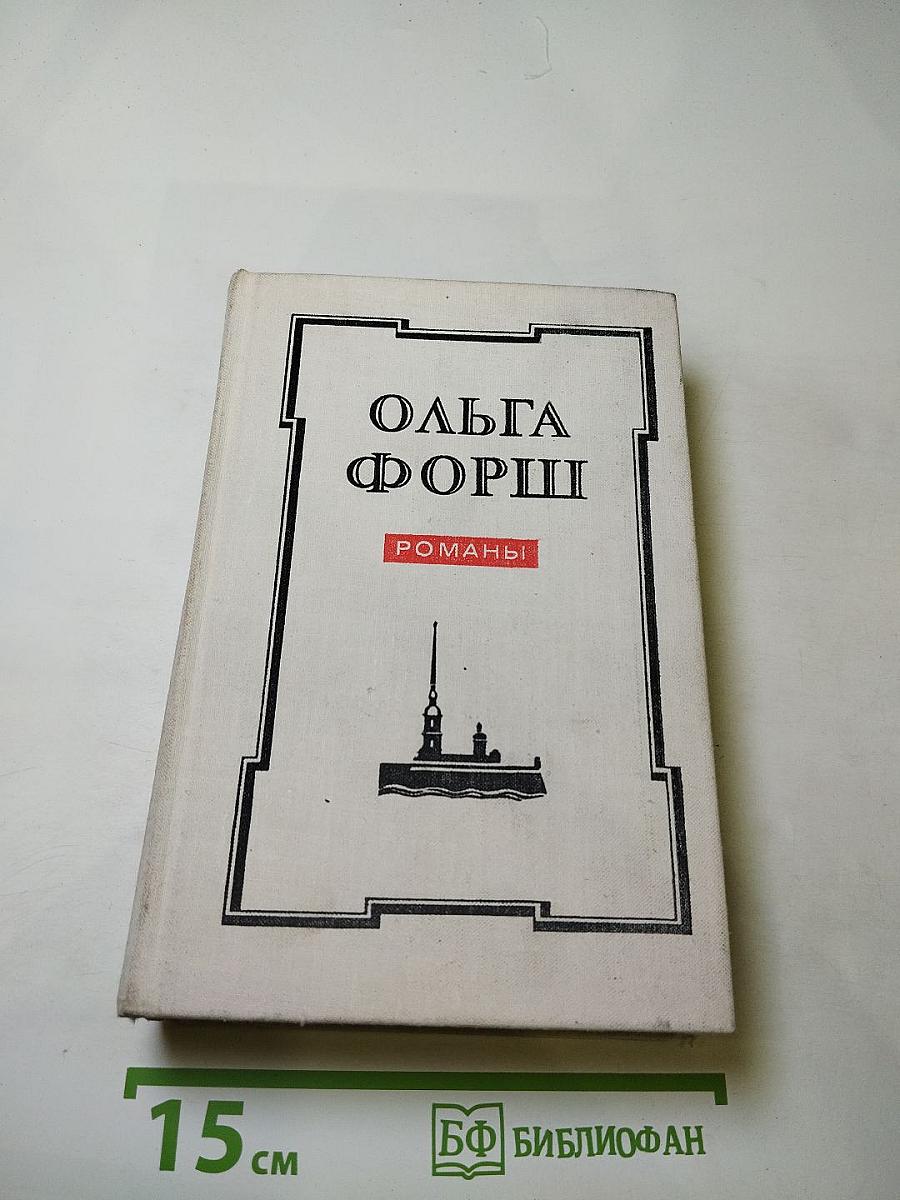 ОЛЬГА
ФОРШ
РОМАНЫ
15 см
БФ БИБЛИОФАН